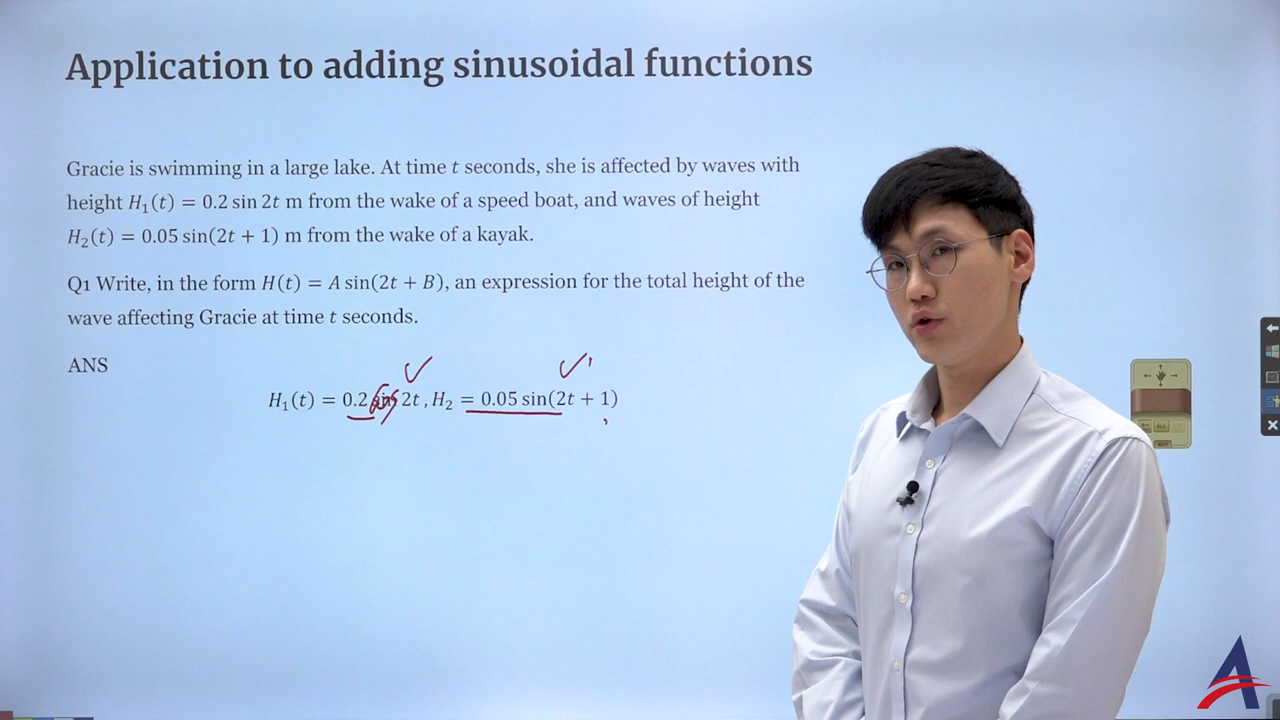 Application to adding sinusoidal functions
Gracie is swimming in a large lake. At time t seconds, she is affected by waves with
height H₁(t) = 0.2 sin 2t m from the wake of a speed boat, and waves of height
H₂(t) = 0.05 sin(2t + 1) m from the wake of a kayak.
Q1 Write, in the form H(t) = A sin(2t + B), an expression for the total height of the
wave affecting Gracie at time t seconds.
ANS
H₁(t) = 0.2 sin 2t , H₂ = 0.05 sin(2t + 1)